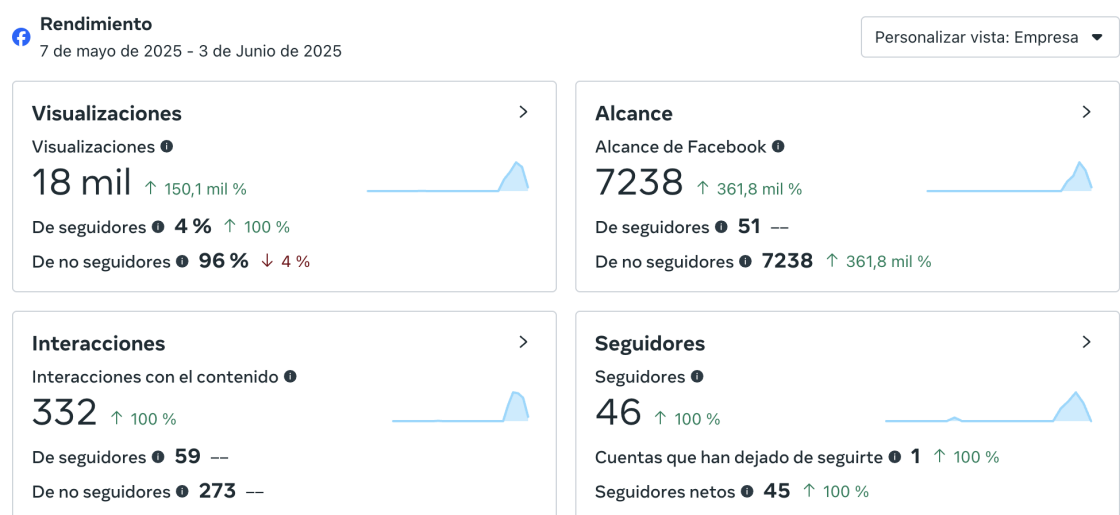 Rendimiento
7 de mayo de 2025 - 3 de Junio de 2025
Personalizar vista: Empresa
Visualizaciones
Visualizaciones
18 mil ↑ 150,1 mil %
De seguidores 4 % ↑ 100 %
De no seguidores 96 % ↓ 4 %
Alcance
Alcance de Facebook
7238 ↑ 361,8 mil %
De seguidores 51 --
De no seguidores 7238 ↑ 361,8 mil %
Interacciones
Interacciones con el contenido
332 ↑ 100 %
De seguidores 59 --
De no seguidores 273 --
Seguidores
Seguidores
46 ↑ 100 %
Cuentas que han dejado de seguirte 1 ↑ 100 %
Seguidores netos 45 ↑ 100 %